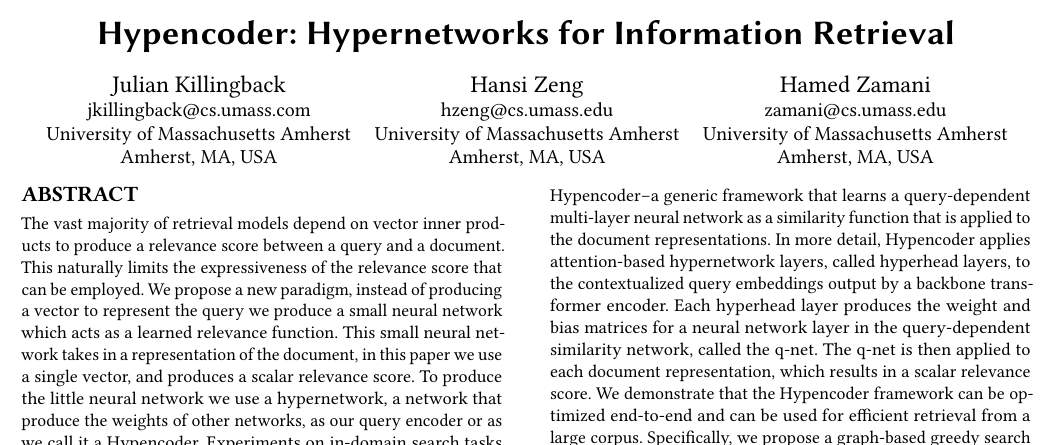 Hypencoder: Hypernetworks for Information Retrieval
Julian Killingback
jkillingback@cs.umass.com
University of Massachusetts Amherst
Amherst, MA, USA
Hansi Zeng
hzeng@cs.umass.edu
University of Massachusetts Amherst
Amherst, MA, USA
Hamed Zamani
zamani@cs.umass.edu
University of Massachusetts Amherst
Amherst, MA, USA
ABSTRACT
The vast majority of retrieval models depend on vector inner prod-
ucts to produce a relevance score between a query and a document.
This naturally limits the expressiveness of the relevance score that
can be employed. We propose a new paradigm, instead of producing
a vector to represent the query we produce a small neural network
which acts as a learned relevance function. This small neural net-
work takes in a representation of the document, in this paper we use
a single vector, and produces a scalar relevance score. To produce
the little neural network we use a hypernetwork, a network that
produce the weights of other networks, as our query encoder or as
we call it a Hypencoder. Experiments on in-domain search tasks
Hypencoder–a generic framework that learns a query-dependent
multi-layer neural network as a similarity function that is applied to
the document representations. In more detail, Hypencoder applies
attention-based hypernetwork layers, called hyperhead layers, to
the contextualized query embeddings output by a backbone trans-
former encoder. Each hyperhead layer produces the weight and
bias matrices for a neural network layer in the query-dependent
similarity network, called the q-net. The q-net is then applied to
each document representation, which results in a scalar relevance
score. We demonstrate that the Hypencoder framework can be op-
timized end-to-end and can be used for efficient retrieval from a
large corpus. Specifically, we propose a graph-based greedy search